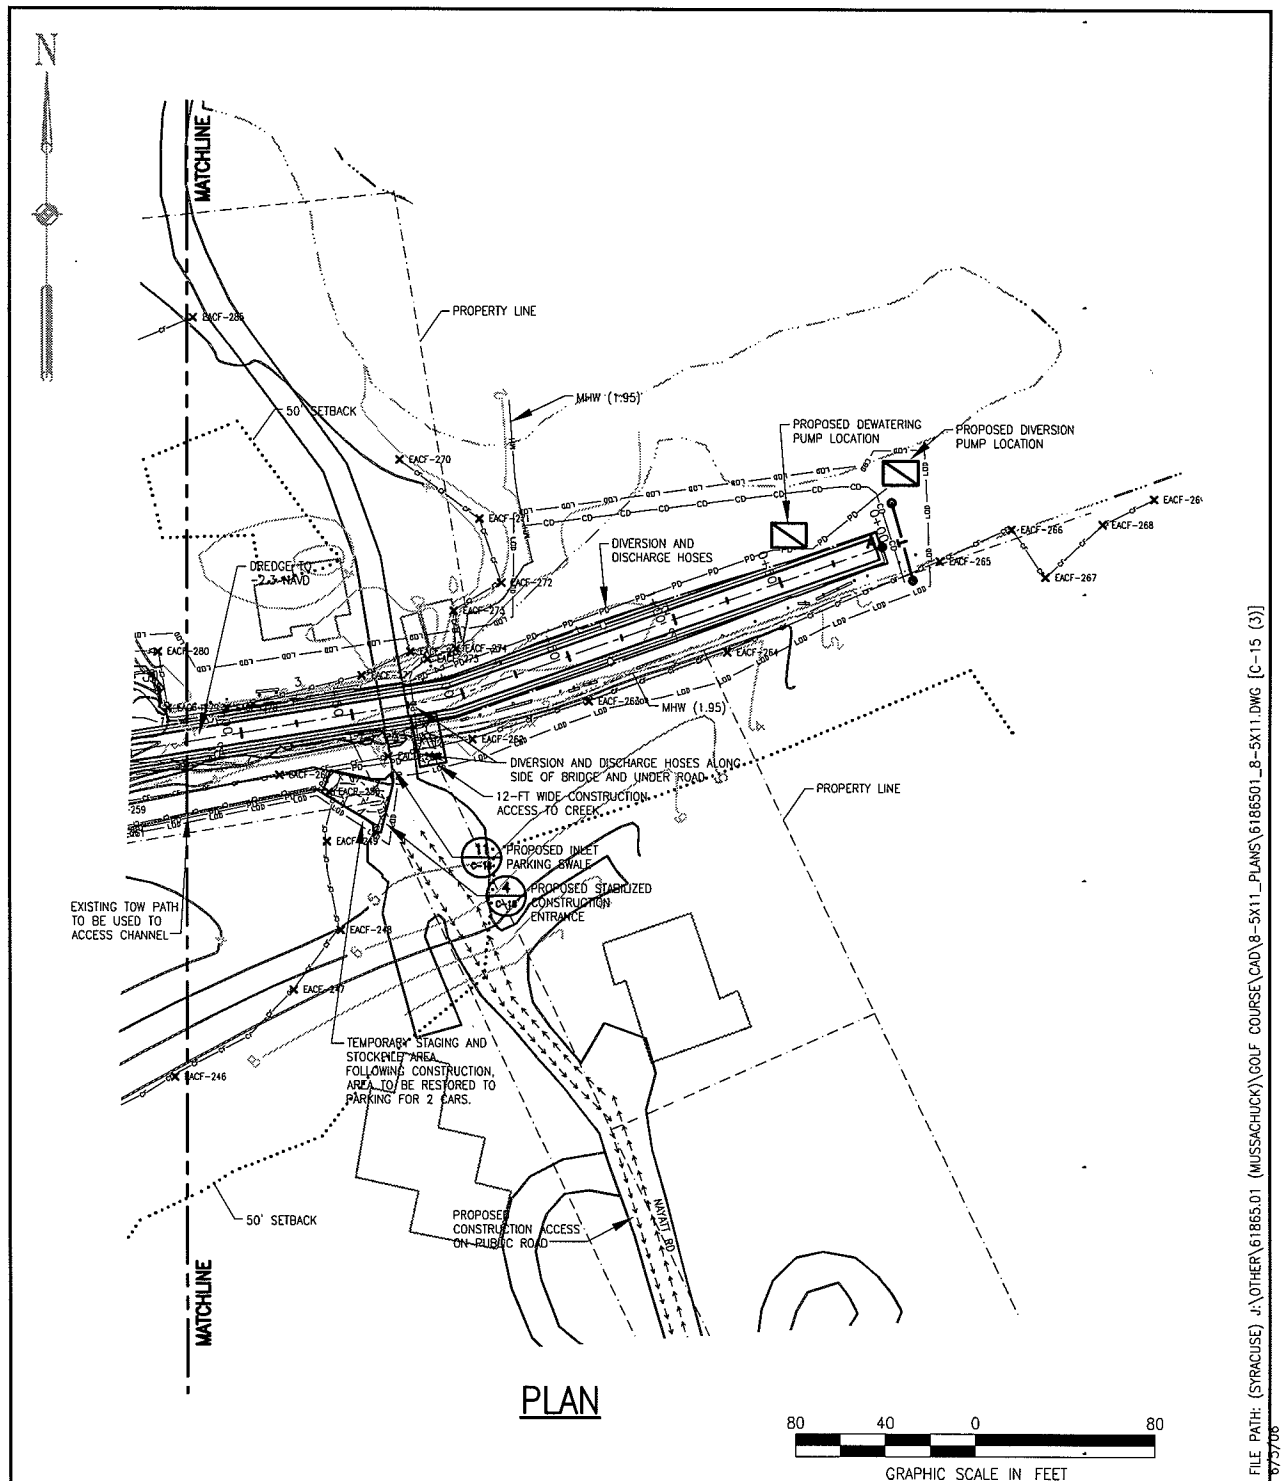 N
MATCHLINE
EACF-285
PROPERTY LINE
50' SETBACK
MHW (1.95)
PROPOSED DEWATERING
PUMP LOCATION
PROPOSED DIVERSION
PUMP LOCATION
EACF-270
EACF-271
EACF-266
EACF-268
EACF-267
EACF-265
DIVERSION AND
DISCHARGE HOSES
DREDGE TO
-2.3 NAVD
EACF-272
EACF-273
EACF-274
EACF-280
EACF-264
EACF-263
MHW (1.95)
EACF-262
DIVERSION AND DISCHARGE HOSES ALONG
SIDE OF BRIDGE AND UNDER ROAD
12-FT WIDE CONSTRUCTION
ACCESS TO CREEK
PROPERTY LINE
EACF-249
11
PROPOSED INLET
PARKING SWALE
4
PROPOSED STABILIZED
CONSTRUCTION
ENTRANCE
EXISTING TOW PATH
TO BE USED TO
ACCESS CHANNEL
EACF-248
EACF-247
EACF-246
TEMPORARY STAGING AND
STOCKPILE AREA.
FOLLOWING CONSTRUCTION,
AREA TO BE RESTORED TO
PARKING FOR 2 CARS.
50' SETBACK
PROPOSED
CONSTRUCTION ACCESS
ON PUBLIC ROAD
NAYATT RD
MATCHLINE
PLAN
80 40 0 80
GRAPHIC SCALE IN FEET
FILE PATH: (SYRACUSE) J:\OTHER\61865.01 (MUSSACHUCK)\GOLF COURSE\CAD\8-5X11_PLANS\6186501_8-5X11.DWG [C-15 (3)]